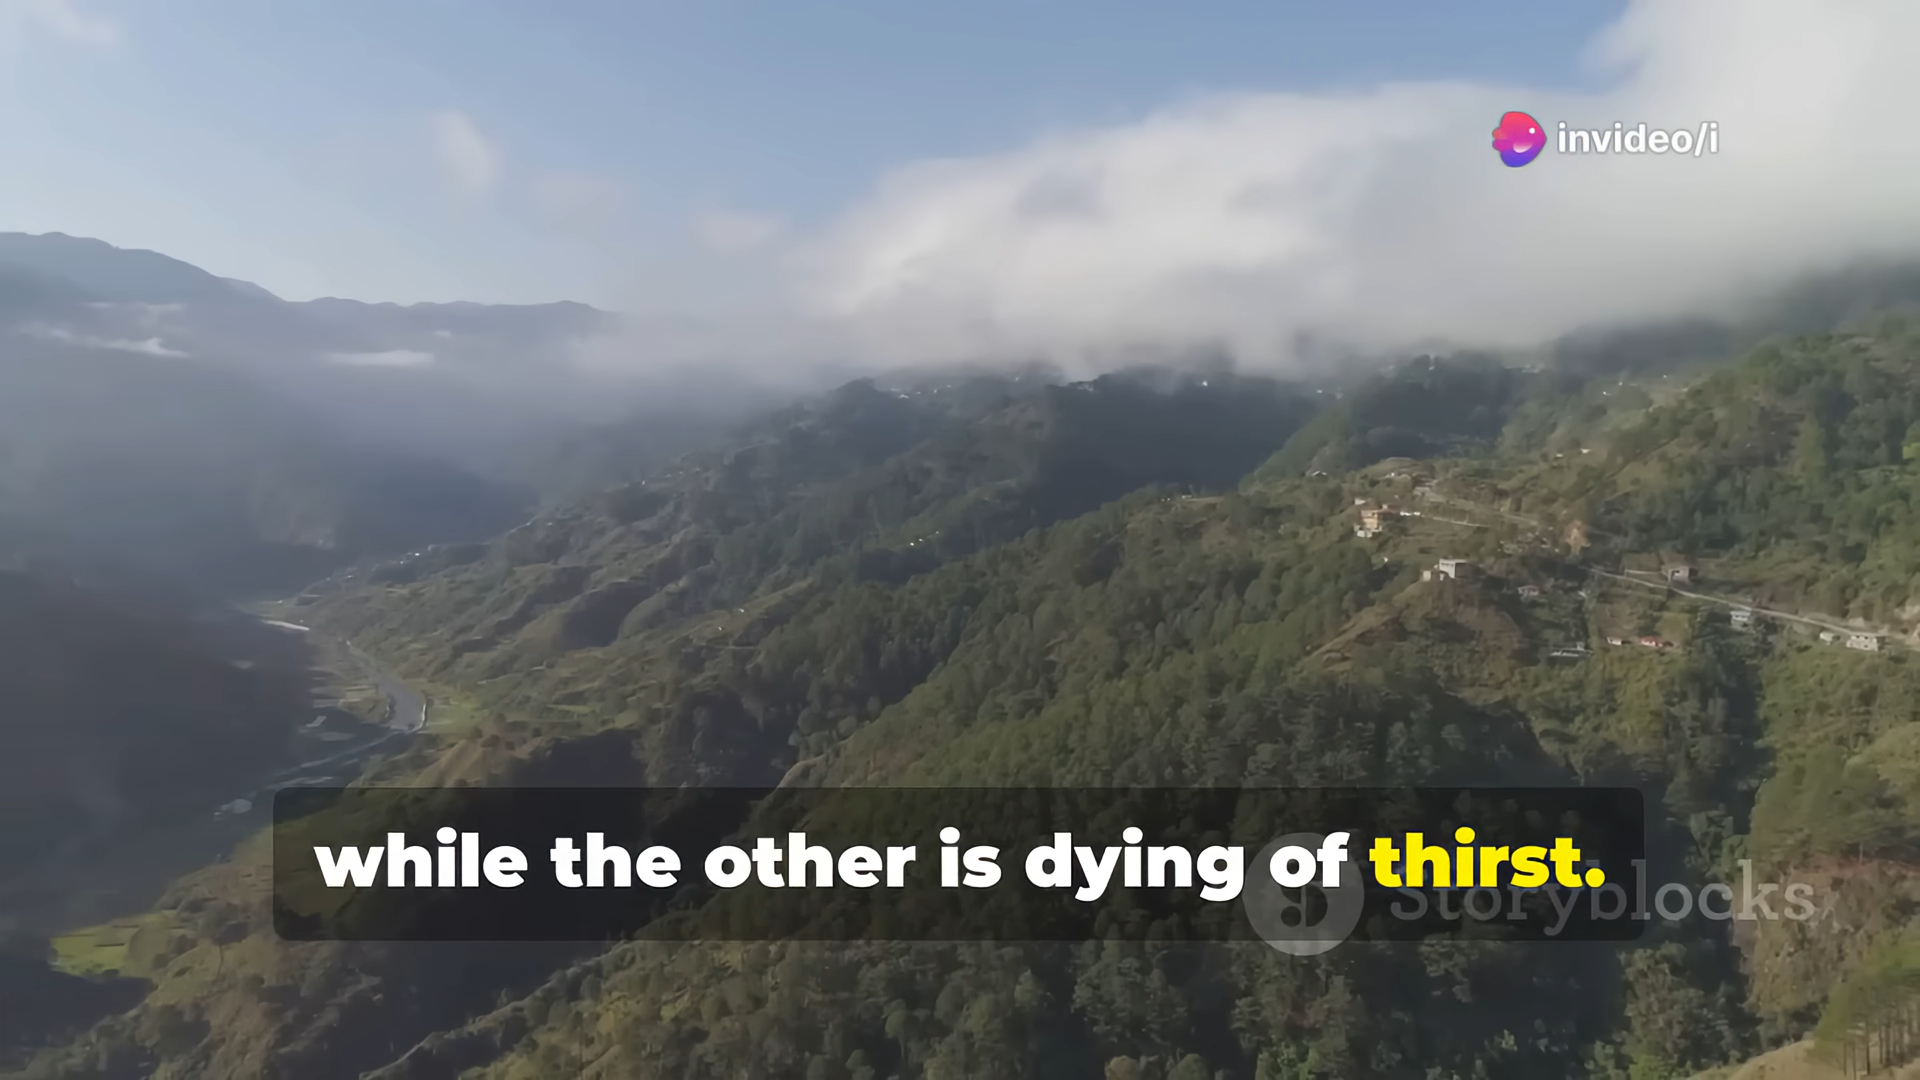 invideo/i
while the other is dying of thirst.
Storyblocks